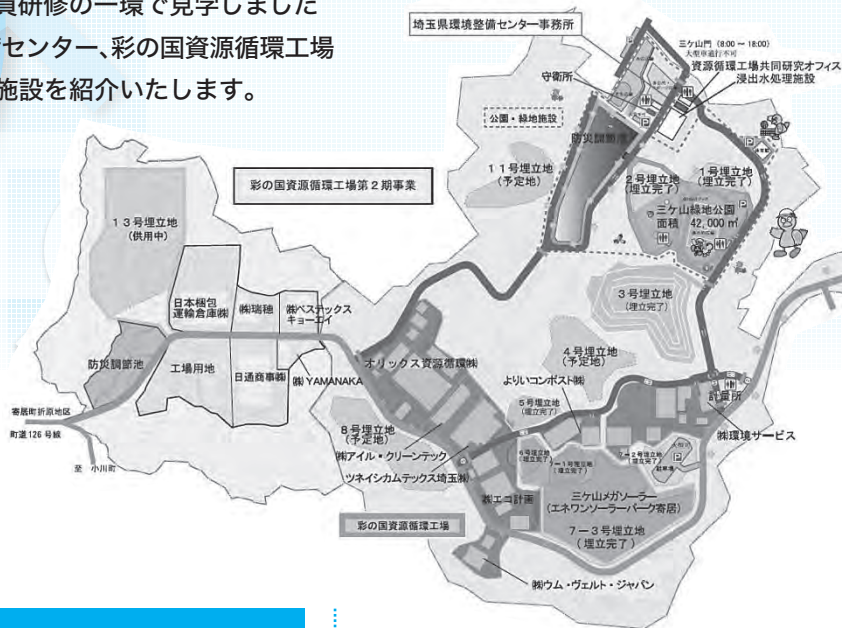 員研修の一環で見学しました
センター、彩の国資源循環工場
施設を紹介いたします。
埼玉県環境整備センター事務所
三ケ山門（8:00～18:00）
大型車通行不可
資源循環工場共同研究オフィス
浸出水処理施設
守衛所
公園・緑地施設
防災調節池
11号埋立地
（予定地）
2号埋立地
（埋立完了）
1号埋立地
（埋立完了）
三ケ山緑地公園
面積 42,000㎡
彩の国資源循環工場第2期事業
13号埋立地
（供用中）
日本梱包
運輸倉庫㈱
㈱瑞穂
㈱ベステックス
キョーエイ
3号埋立地
（埋立完了）
防災調節池
工場用地
日通商事㈱
㈱YAMANAKA
オリックス資源循環㈱
4号埋立地
（予定地）
よりいコンポスト㈱
計量所
5号埋立地
（埋立完了）
㈱環境サービス
寄居町折原地区
町道126号線
至 小川町
8号埋立地
（予定地）
㈱アイル・クリーンテック
ツネイシカムテックス埼玉㈱
6号埋立地
（埋立完了）
7－1号埋立地
（埋立完了）
7－2号埋立地
（埋立完了）
駐車場
㈱エコ計画
三ケ山メガソーラー
（エネワンソーラーパーク寄居）
7－3号埋立地
（埋立完了）
彩の国資源循環工場
㈱ウム・ヴェルト・ジャパン